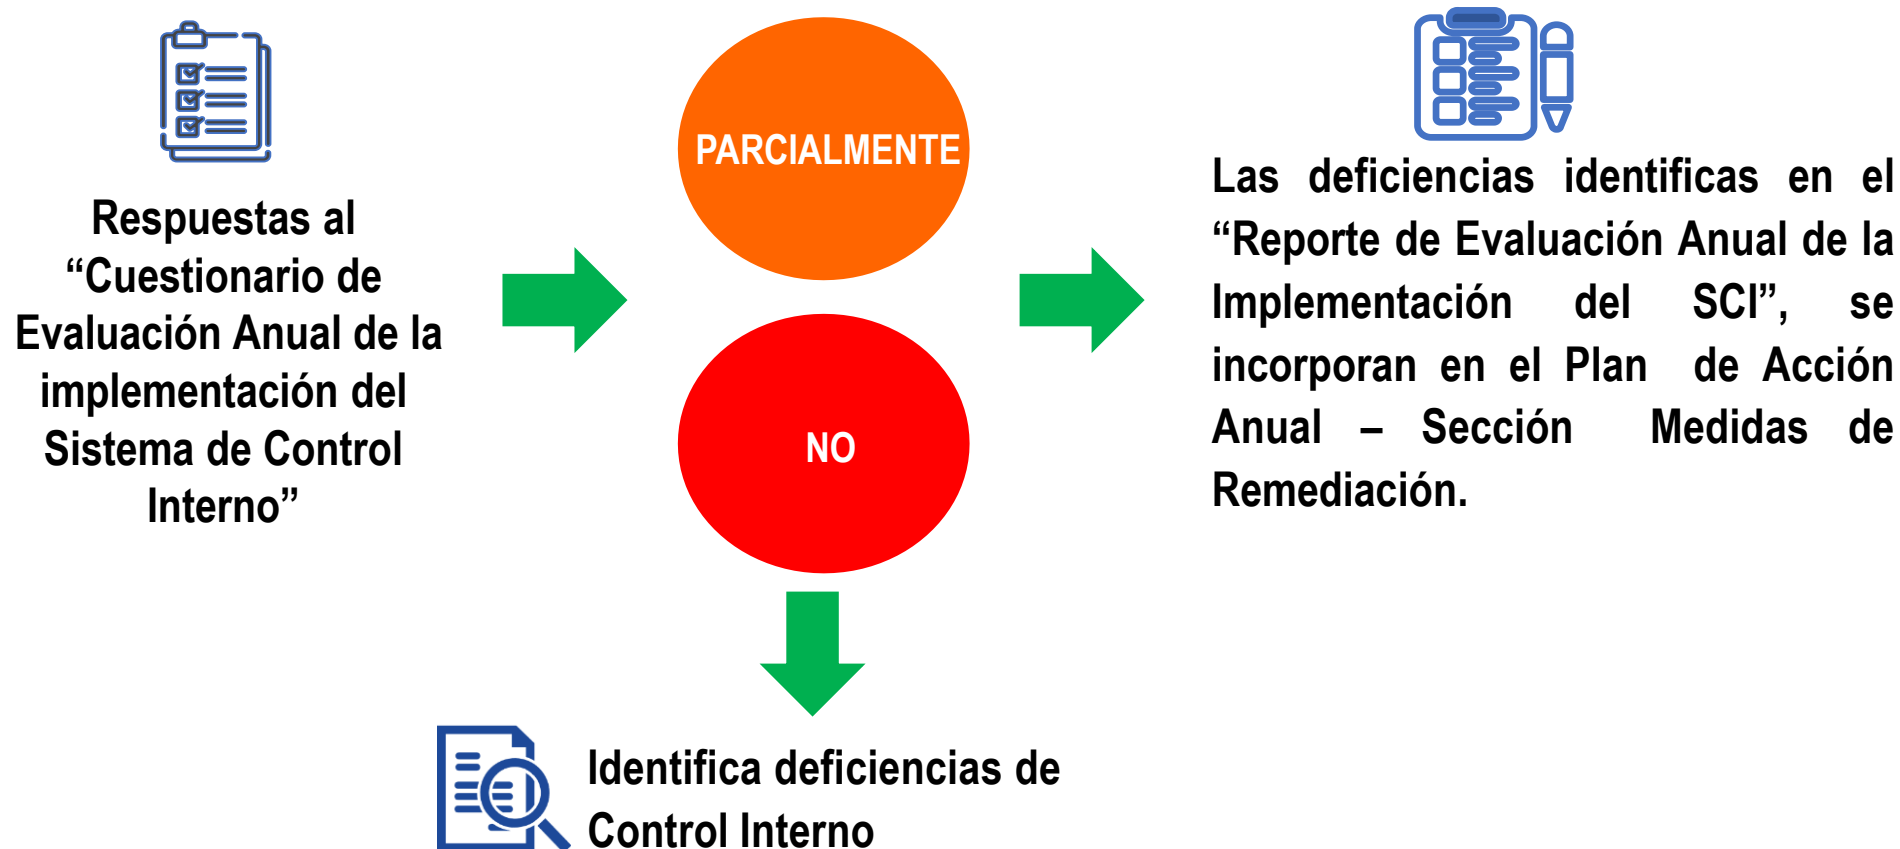 Respuestas al
“Cuestionario de
Evaluación Anual de la
implementación del
Sistema de Control
Interno”
PARCIALMENTE
NO
Las deficiencias identificas en el
“Reporte de Evaluación Anual de la
Implementación del SCI”, se
incorporan en el Plan de Acción
Anual – Sección Medidas de
Remediación.
Identifica deficiencias de
Control Interno